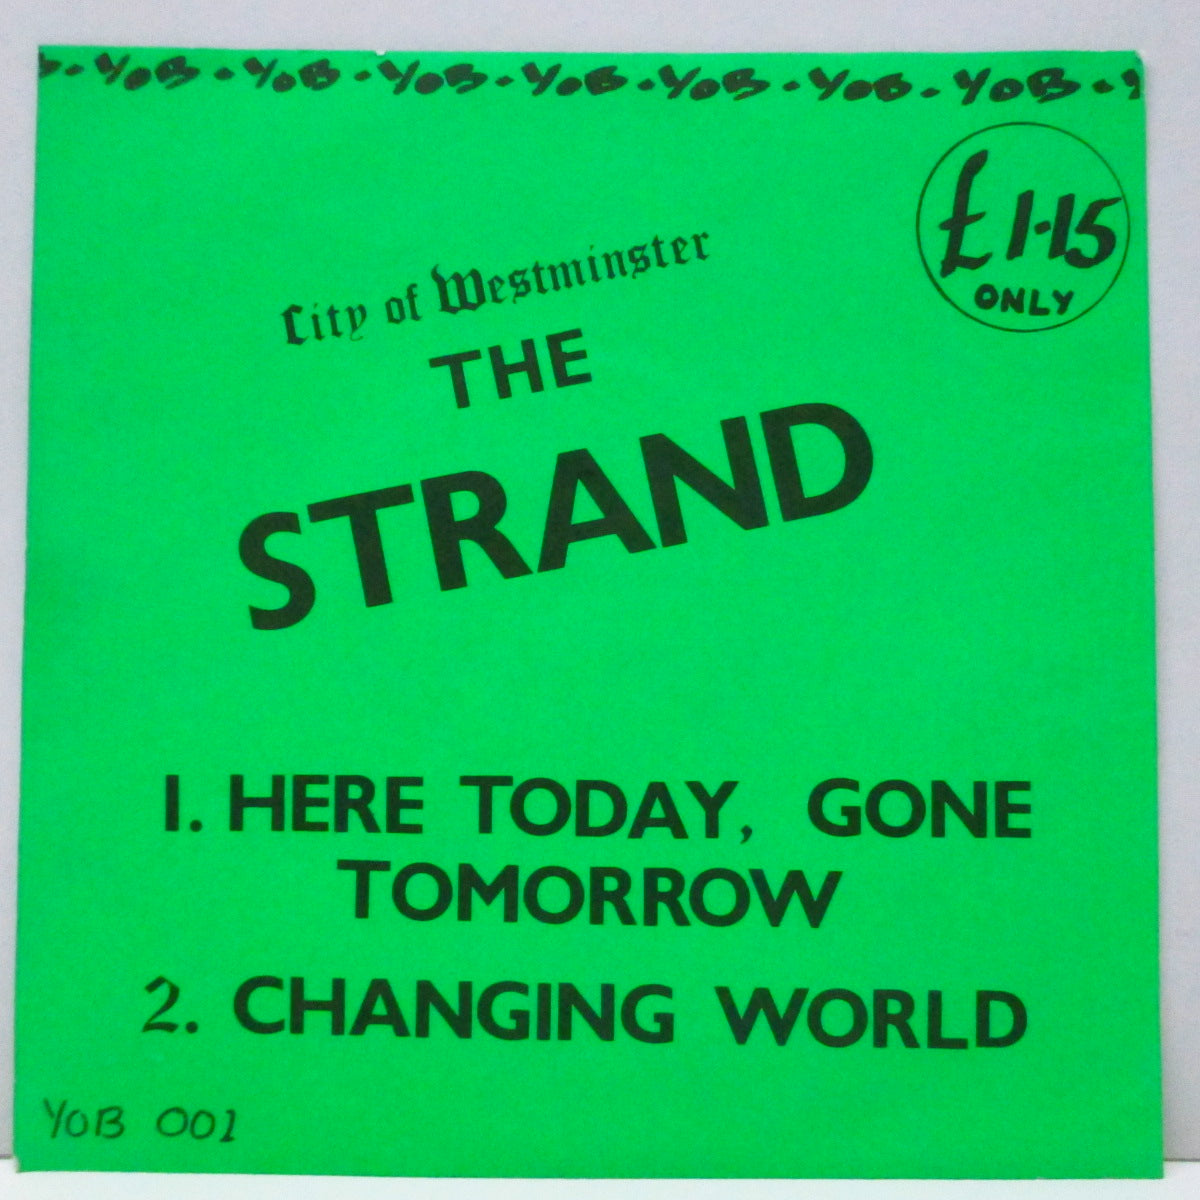 B · YOB · YOB · YOB · YOB · YOB · YOB · YOB · Y
£1·15
ONLY
City of Westminster
THE
STRAND
1. HERE TODAY, GONE
TOMORROW
2. CHANGING WORLD
YOB 001